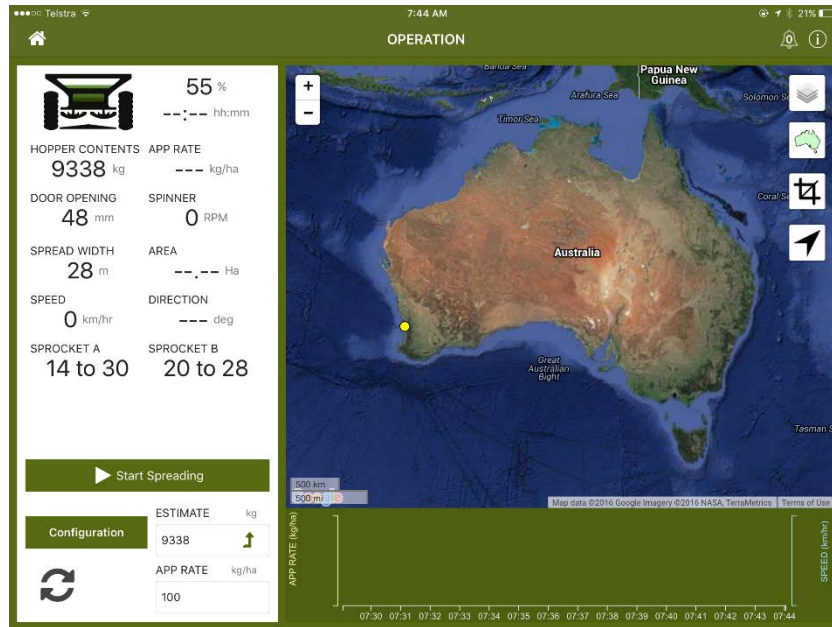 Telstra 7:44 AM 21%
OPERATION 0
55 %
--:-- hh:mm
HOPPER CONTENTS APP RATE
9338 kg --- kg/ha
DOOR OPENING SPINNER
48 mm 0 RPM
SPREAD WIDTH AREA
28 m --.-- Ha
SPEED DIRECTION
0 km/hr --- deg
SPROCKET A SPROCKET B
14 to 30 20 to 28
Start Spreading
Configuration
ESTIMATE kg
9338
APP RATE kg/ha
100
+
-
Banda Sea
Papua New
Guinea
Arafura Sea
Solomon S
Timor Sea
Coral S
Australia
Great
Australian
Bight
Tasman S
500 km
500 mi
Map data ©2016 Google Imagery ©2016 NASA, TerraMetrics Terms of Use
APP RATE (kg/ha)
SPEED (km/hr)
07:30 07:31 07:32 07:33 07:34 07:35 07:36 07:37 07:38 07:39 07:40 07:41 07:42 07:43 07:44